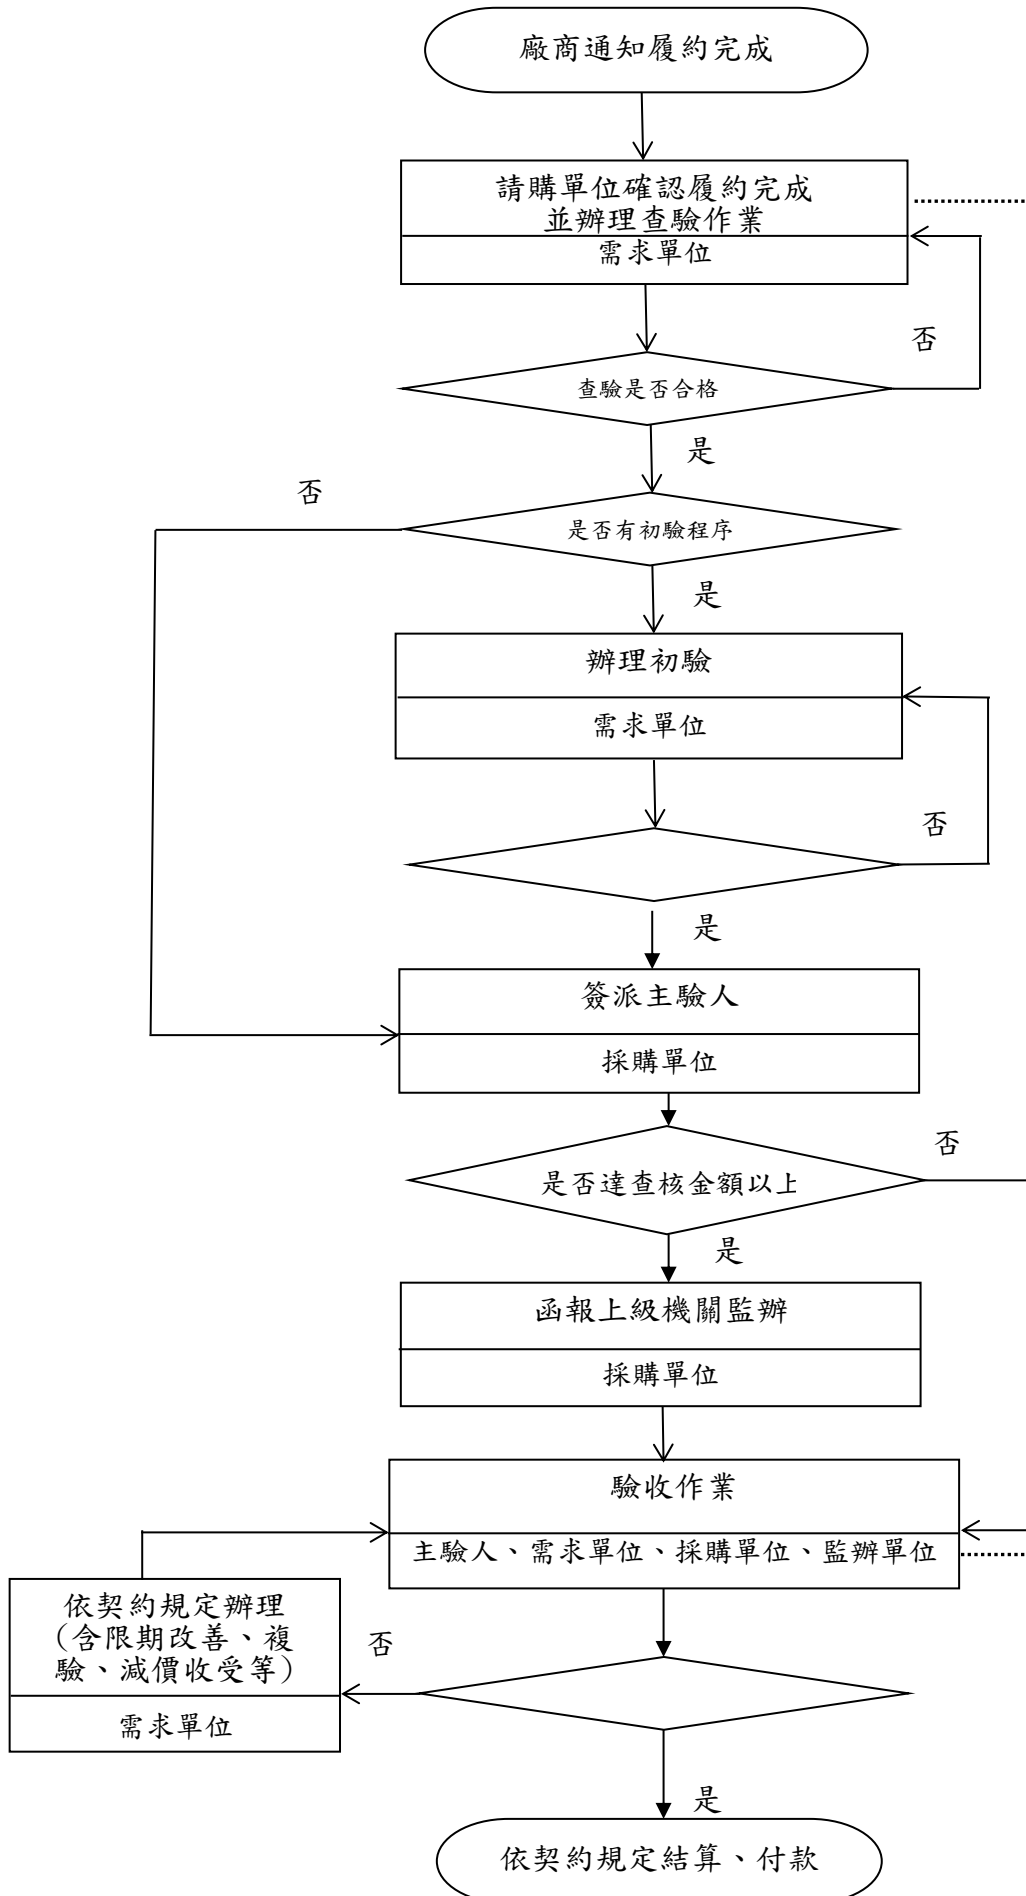 廠商通知履約完成
請購單位確認履約完成
並辦理查驗作業
需求單位
否
查驗是否合格
是
否
是否有初驗程序
是
辦理初驗
需求單位
否
是
簽派主驗人
採購單位
否
是否達查核金額以上
是
函報上級機關監辦
採購單位
驗收作業
主驗人、需求單位、採購單位、監辦單位
依契約規定辦理
(含限期改善、複
驗、減價收受等)
需求單位
否
是
依契約規定結算、付款